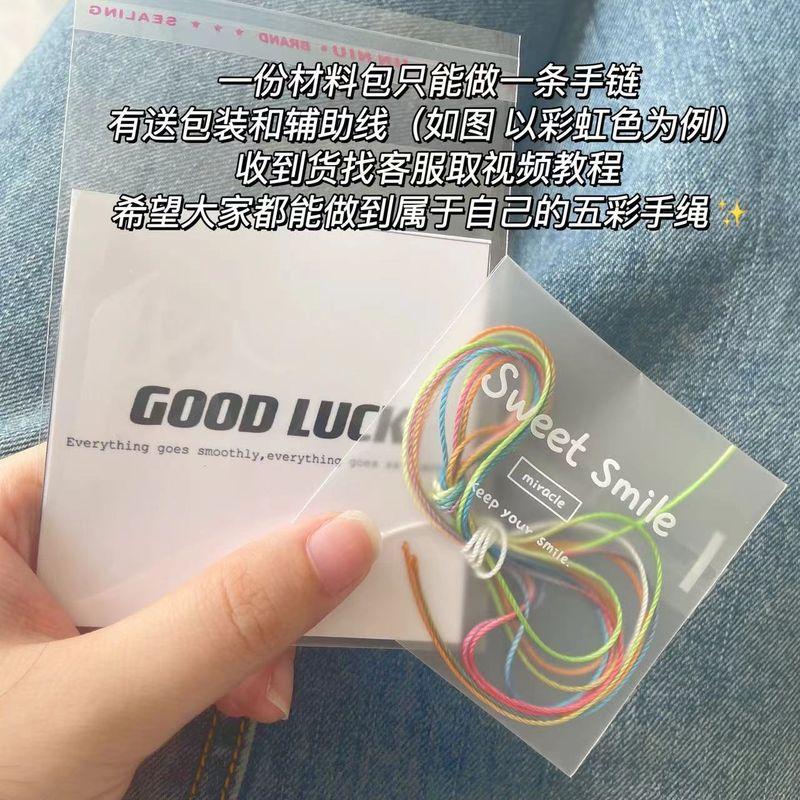 SEALING ★ ★ ★ ★ BRAND • UN NIU
一份材料包只能做一条手链
有送包装和辅助线（如图 以彩虹色为例）
收到货找客服取视频教程
希望大家都能做到属于自己的五彩手绳✨
GOOD LUCK
Everything goes smoothly,everything goes
Sweet Smile
miracle
keep your smile.